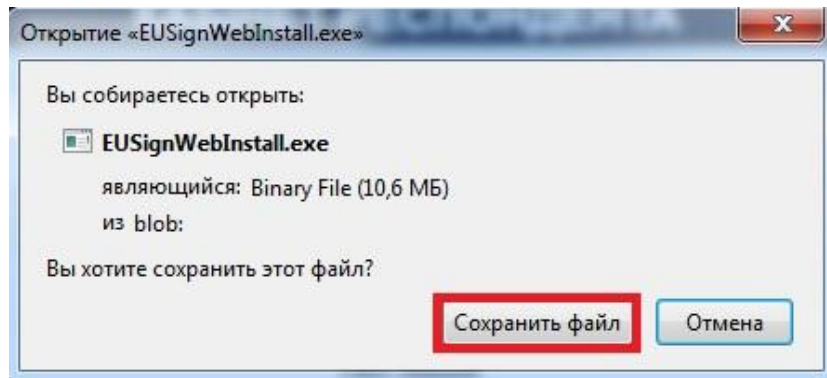 Открытие «EUSignWebInstall.exe»
Вы собираетесь открыть:
EUSignWebInstall.exe
являющийся: Binary File (10,6 МБ)
из blob:
Вы хотите сохранить этот файл?
Сохранить файл Отмена